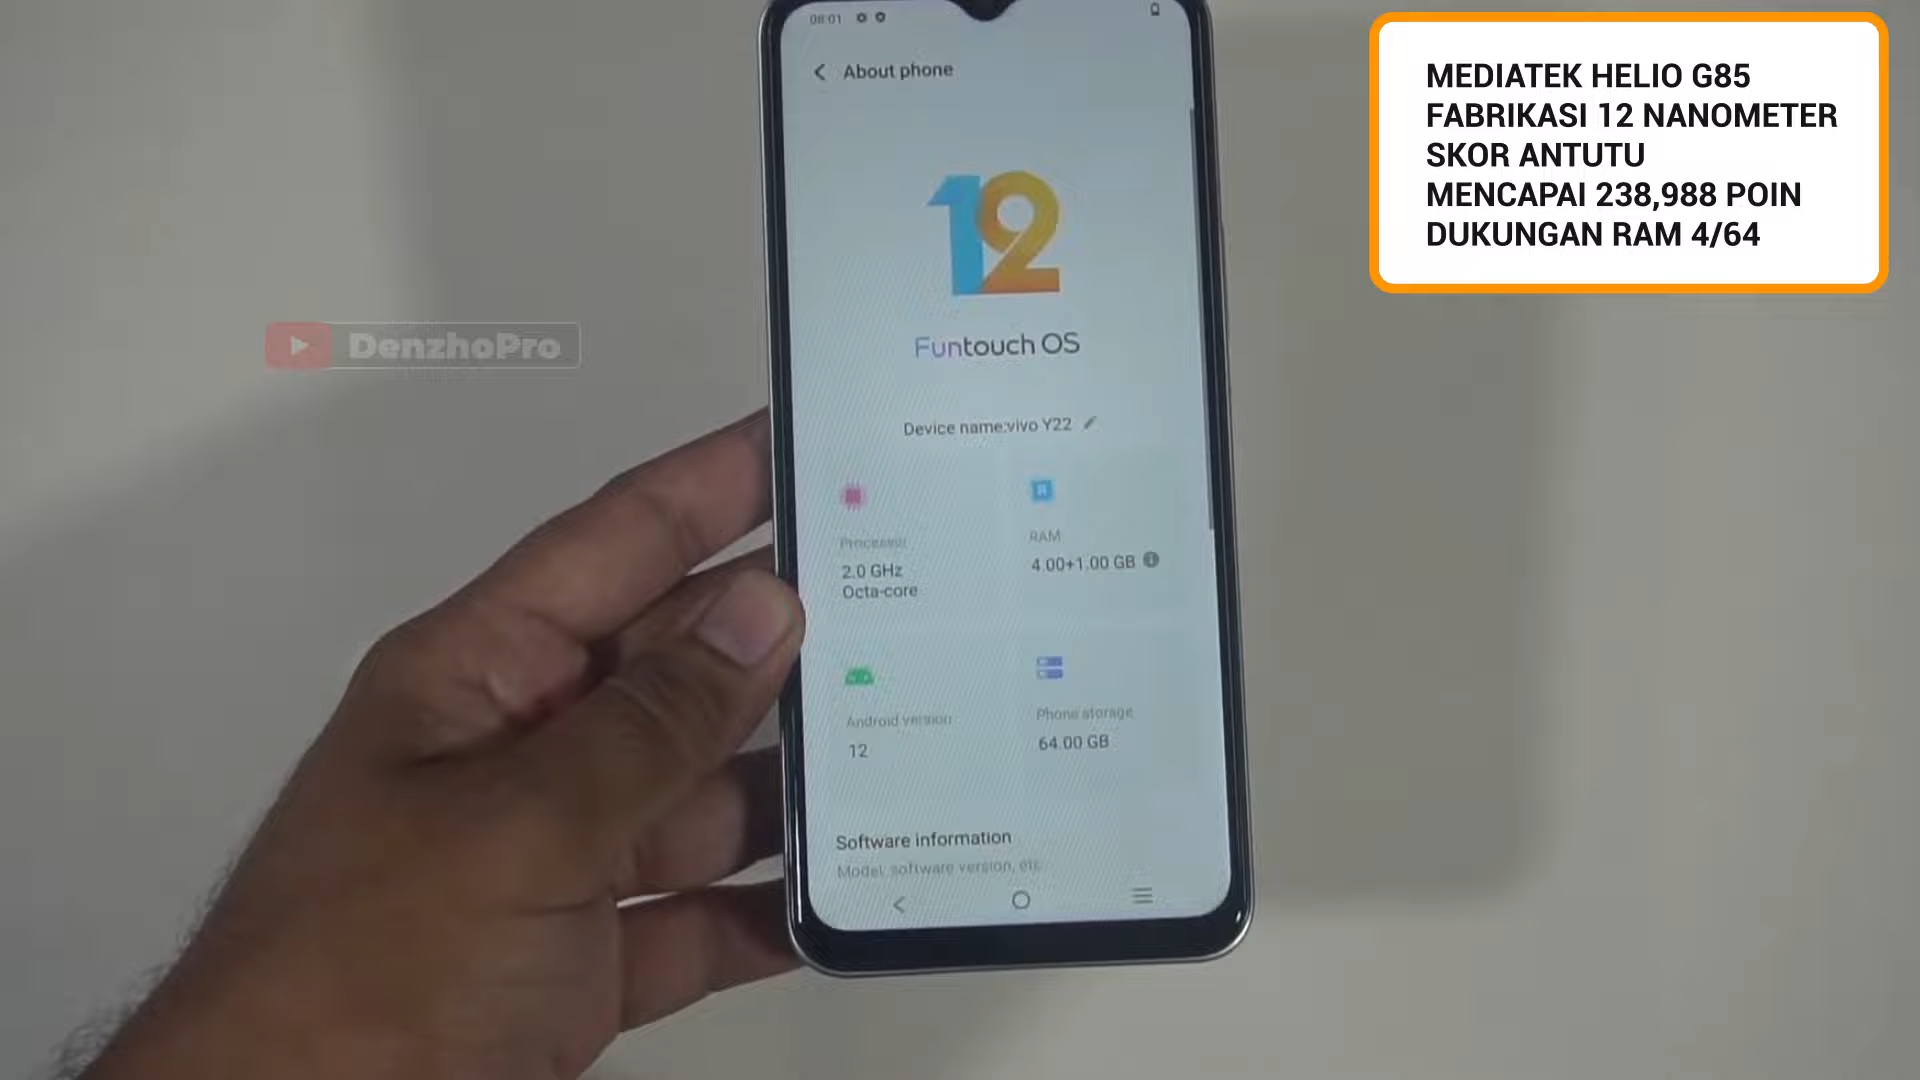 08:01
About phone
12
Funtouch OS
Device name:vivo Y22
Processor
2.0 GHz
Octa-core
RAM
4.00+1.00 GB
Android version
12
Phone storage
64.00 GB
Software information
Model, software version, etc
DenzhoPro
MEDIATEK HELIO G85
FABRIKASI 12 NANOMETER
SKOR ANTUTU
MENCAPAI 238,988 POIN
DUKUNGAN RAM 4/64